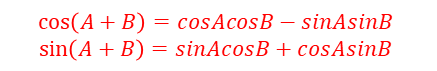 cos(A + B) = cosAcosB − sinAsinB
sin(A + B) = sinAcosB + cosAsinB